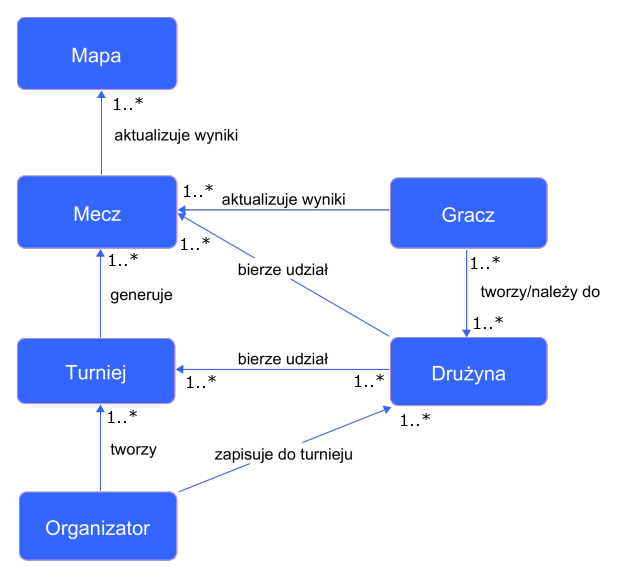 Mapa
1..*
aktualizuje wyniki
Mecz
1..*
aktualizuje wyniki
Gracz
1..*
1..*
generuje
bierze udział
1..*
tworzy/należy do
1..*
Turniej
bierze udział
1..*
1..*
Drużyna
1..*
1..*
tworzy
zapisuje do turnieju
Organizator